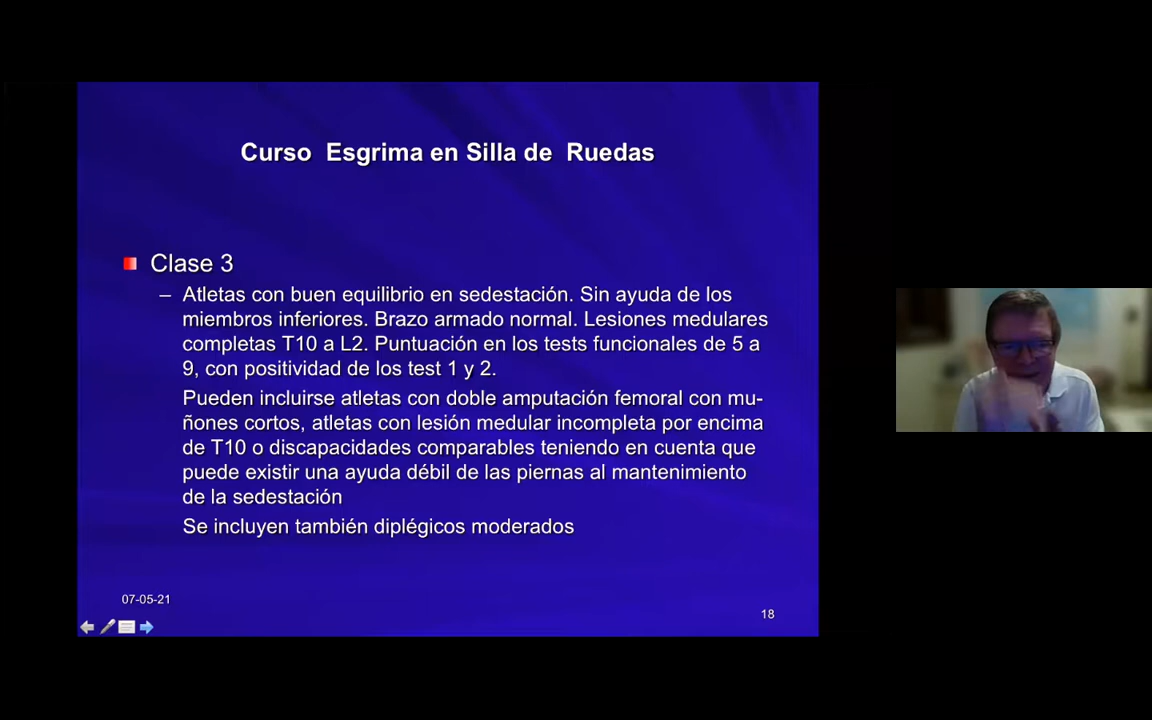 Curso Esgrima en Silla de Ruedas
Clase 3
– Atletas con buen equilibrio en sedestación. Sin ayuda de los
miembros inferiores. Brazo armado normal. Lesiones medulares
completas T10 a L2. Puntuación en los tests funcionales de 5 a
9, con positividad de los test 1 y 2.
Pueden incluirse atletas con doble amputación femoral con mu-
ñones cortos, atletas con lesión medular incompleta por encima
de T10 o discapacidades comparables teniendo en cuenta que
puede existir una ayuda débil de las piernas al mantenimiento
de la sedestación
Se incluyen también diplégicos moderados
07-05-21
18